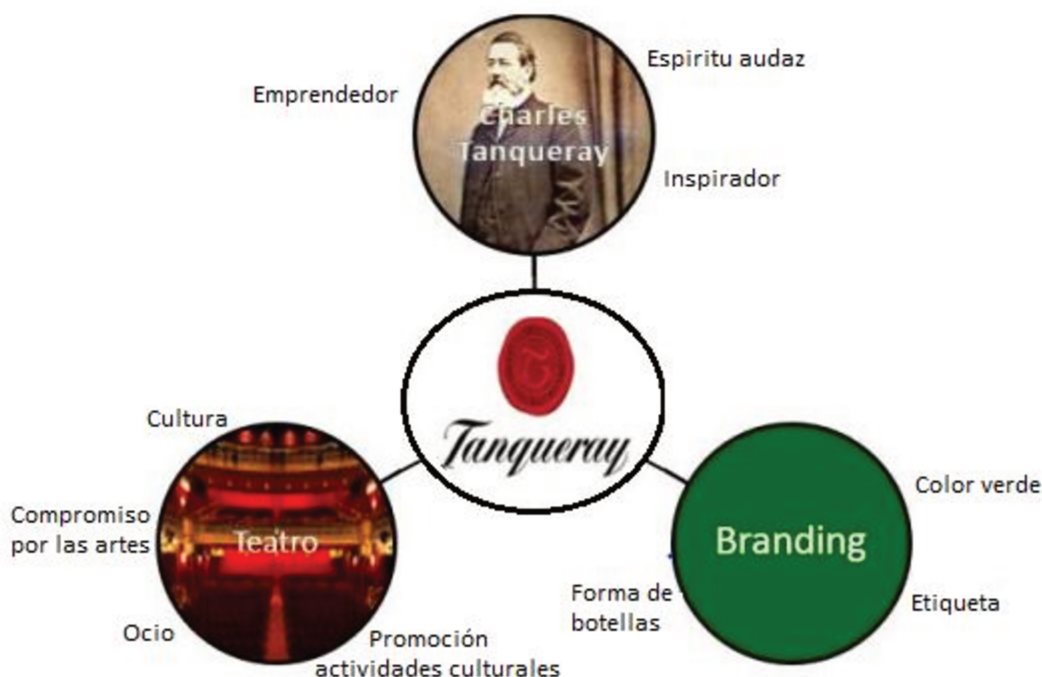 Espiritu audaz
Emprendedor
Charles
Tanqueray
Inspirador
T
Tanqueray
Cultura
Compromiso
por las artes
Teatro
Ocio
Promoción
actividades culturales
Branding
Color verde
Forma de
botellas
Etiqueta